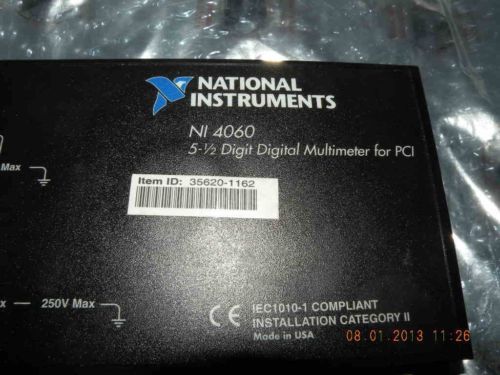 NATIONAL
INSTRUMENTS
NI 4060
5-½ Digit Digital Multimeter for PCI
Max
Item ID: 35620-1162
250V Max
CE IEC1010-1 COMPLIANT
INSTALLATION CATEGORY II
Made in USA
08.01.2013 11:26